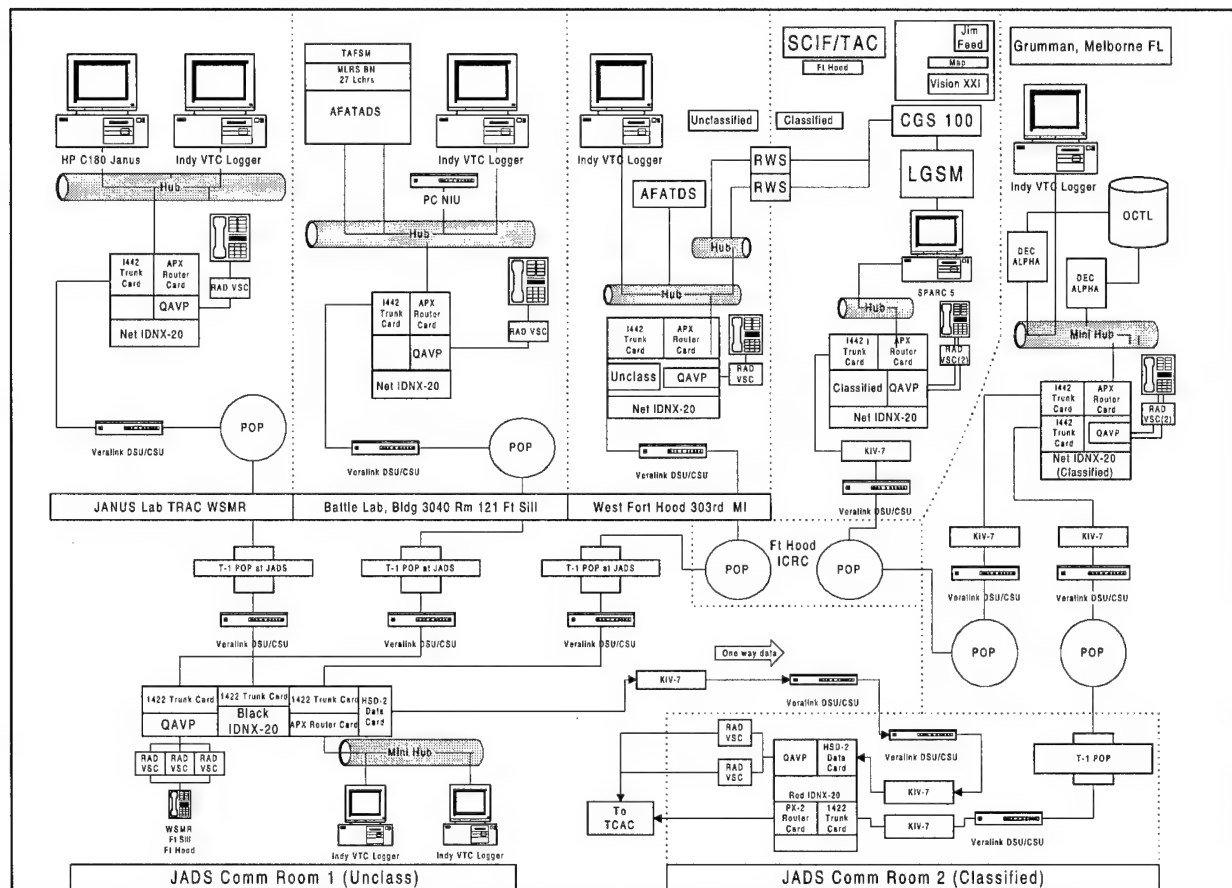 HP C180 Janus
Indy VTC Logger
Hub
I442
Trunk
Card
APX
Router
Card
QAVP
Net IDNX-20
RAD VSC
Veralink DSU/CSU
POP
JANUS Lab TRAC WSMR
TAFSM
MLRS BN
27 Lchrs
AFATADS
Indy VTC Logger
PC NIU
Hub
I442
Trunk
Card
APX
Router
Card
QAVP
Net IDNX-20
RAD VSC
Veralink DSU/CSU
POP
Battle Lab, Bldg 3040 Rm 121 Ft Sill
Indy VTC Logger
AFATDS
Unclassified
Classified
RWS
RWS
Hub
Hub
I442
Trunk
Card
APX
Router
Card
Unclass
QAVP
Net IDNX-20
RAD
VSC
Veralink DSU/CSU
West Fort Hood 303rd MI
SCIF/TAC
Ft Hood
Jim
Feed
Map
Vision XXI
CGS 100
LGSM
SPARC 5
Hub
I442
Trunk
Card
APX
Router
Card
Classified
QAVP
Net IDNX-20
RAD
VSC(2)
KIV-7
Veralink DSU/CSU
Grumman, Melborne FL
Indy VTC Logger
OCTL
DEC
ALPHA
DEC
ALPHA
Mini Hub
I442
Trunk
Card
APX
Router
Card
I442
Trunk
Card
QAVP
Net IDNX-20
(Classified)
RAD
VSC(2)
KIV-7
KIV-7
Veralink DSU/CSU
Veralink DSU/CSU
POP
POP
Ft Hood
ICRC
POP
POP
T-1 POP at JADS
T-1 POP at JADS
T-1 POP at JADS
Veralink DSU/CSU
Veralink DSU/CSU
Veralink DSU/CSU
1422 Trunk Card
1422 Trunk Card
1422 Trunk Card
HSD-2
Data
Card
QAVP
Black
IDNX-20
APX Router Card
RAD
VSC
RAD
VSC
RAD
VSC
WSMR
Ft Sill
Ft Hood
Mini Hub
Indy VTC Logger
Indy VTC Logger
JADS Comm Room 1 (Unclass)
One way data
KIV-7
Veralink DSU/CSU
RAD
VSC
RAD
VSC
To
TCAC
QAVP
HSD-2
Data
Card
Red IDNX-20
PX-2
Router
Card
1422
Trunk
Card
Veralink DSU/CSU
KIV-7
KIV-7
Veralink DSU/CSU
T-1 POP
JADS Comm Room 2 (Classified)